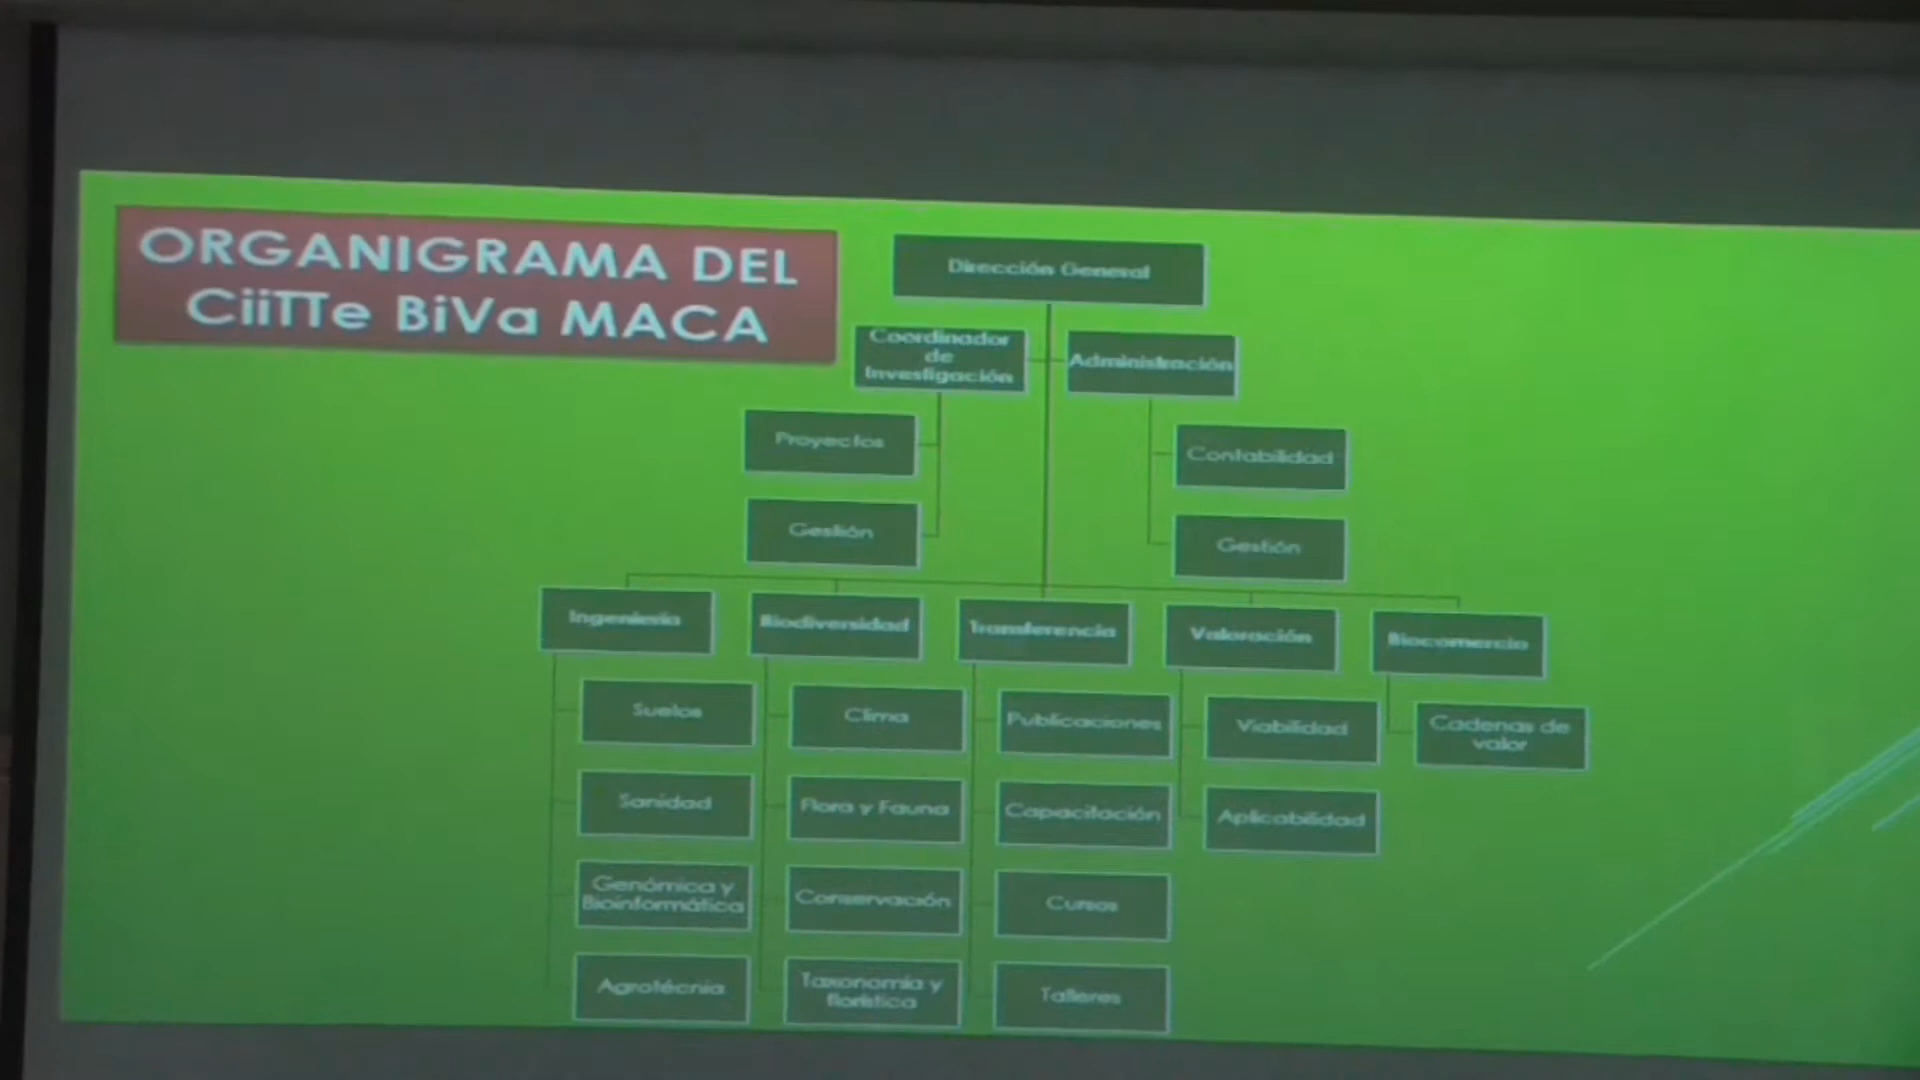 ORGANIGRAMA DEL
CiiTTe BiVa MACA
Dirección General
Coordinador
de
Investigación
Administración
Proyectos
Contabilidad
Gestión
Gestión
Ingeniería
Biodiversidad
Transferencia
Valoración
Biocomercio
Suelos
Clima
Publicaciones
Viabilidad
Cadenas de
valor
Sanidad
Flora y Fauna
Capacitación
Aplicabilidad
Genómica y
Bioinformática
Conservación
Cursos
Agrotécnia
Taxonomía y
florística
Talleres